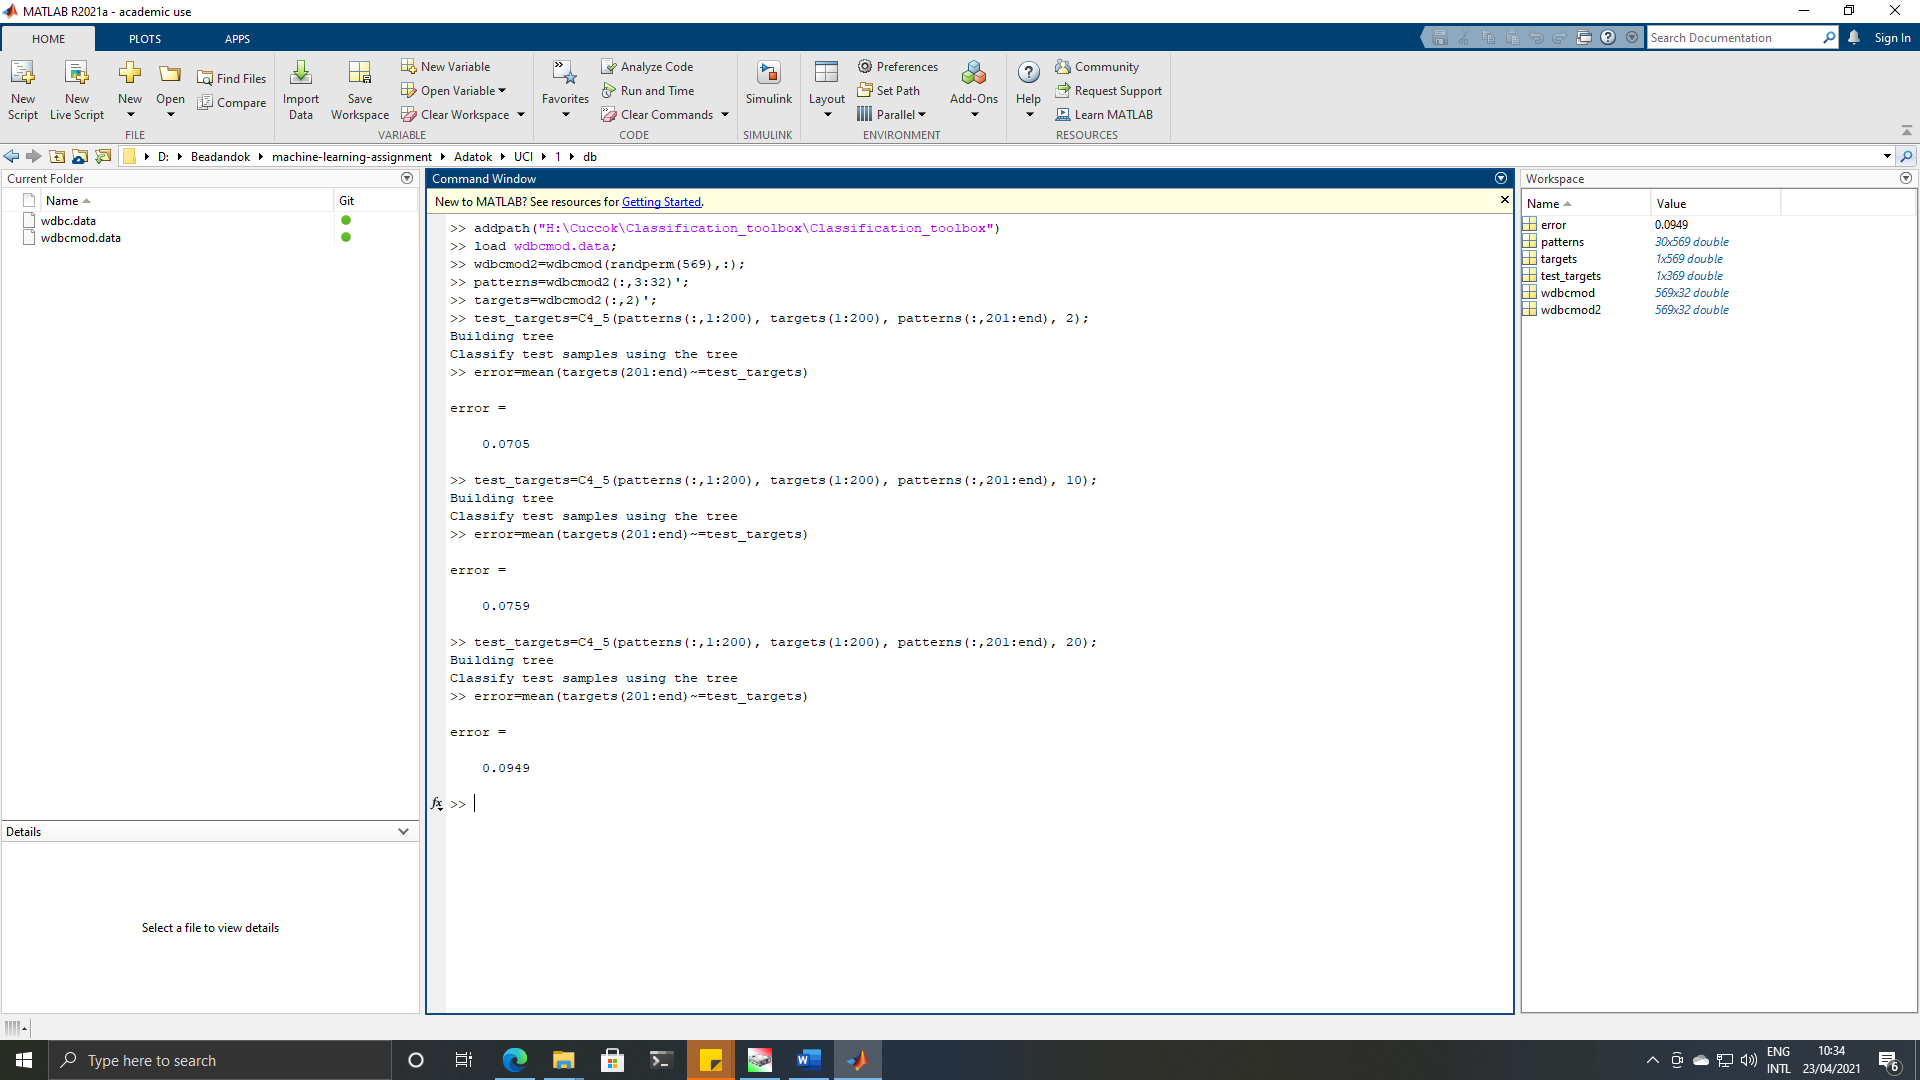 MATLAB R2021a - academic use
HOME PLOTS APPS
Search Documentation
Sign In
New Script
New Live Script
New
Open
Find Files
Compare
FILE
Import Data
Save Workspace
New Variable
Open Variable
Clear Workspace
VARIABLE
Favorites
Analyze Code
Run and Time
Clear Commands
CODE
Simulink
SIMULINK
Layout
Preferences
Set Path
Parallel
Add-Ons
ENVIRONMENT
Help
Community
Request Support
Learn MATLAB
RESOURCES
D: Beadandok machine-learning-assignment Adatok UCI 1 db
Current Folder
Name Git
wdbc.data
wdbcmod.data
Details
Select a file to view details
Command Window
New to MATLAB? See resources for Getting Started.
>> addpath("H:\Cuccok\Classification_toolbox\Classification_toolbox")
>> load wdbcmod.data;
>> wdbcmod2=wdbcmod(randperm(569),:);
>> patterns=wdbcmod2(:,3:32)';
>> targets=wdbcmod2(:,2)';
>> test_targets=C4_5(patterns(:,1:200), targets(1:200), patterns(:,201:end), 2);
Building tree
Classify test samples using the tree
>> error=mean(targets(201:end)~=test_targets)
error =
0.0705
>> test_targets=C4_5(patterns(:,1:200), targets(1:200), patterns(:,201:end), 10);
Building tree
Classify test samples using the tree
>> error=mean(targets(201:end)~=test_targets)
error =
0.0759
>> test_targets=C4_5(patterns(:,1:200), targets(1:200), patterns(:,201:end), 20);
Building tree
Classify test samples using the tree
>> error=mean(targets(201:end)~=test_targets)
error =
0.0949
fx >>
Workspace
Name Value
error 0.0949
patterns 30x569 double
targets 1x569 double
test_targets 1x369 double
wdbcmod 569x32 double
wdbcmod2 569x32 double
Type here to search
ENG
INTL
10:34
23/04/2021
6